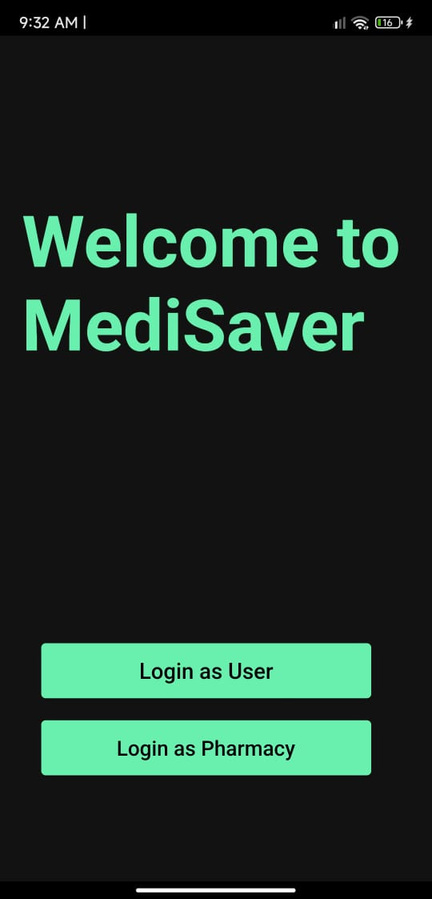 9:32 AM |
16
Welcome to
MediSaver
Login as User
Login as Pharmacy